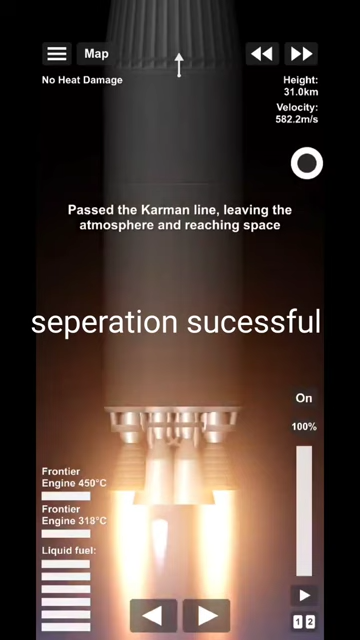 Map
No Heat Damage
Height:
31.0km
Velocity:
582.2m/s
Passed the Karman line, leaving the
atmosphere and reaching space
seperation sucessful
On
100%
Frontier
Engine 450°C
Frontier
Engine 318°C
Liquid fuel:
1 2